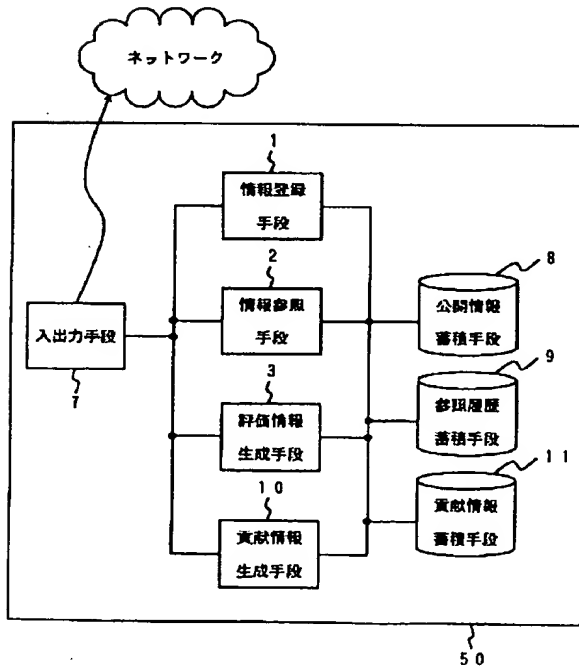 ネットワーク
1
情報登録
手段
2
情報参照
手段
8
公開情報
蓄積手段
入出力手段
7
3
評価情報
生成手段
9
参照履歴
蓄積手段
10
貢献情報
生成手段
11
貢献情報
蓄積手段
50